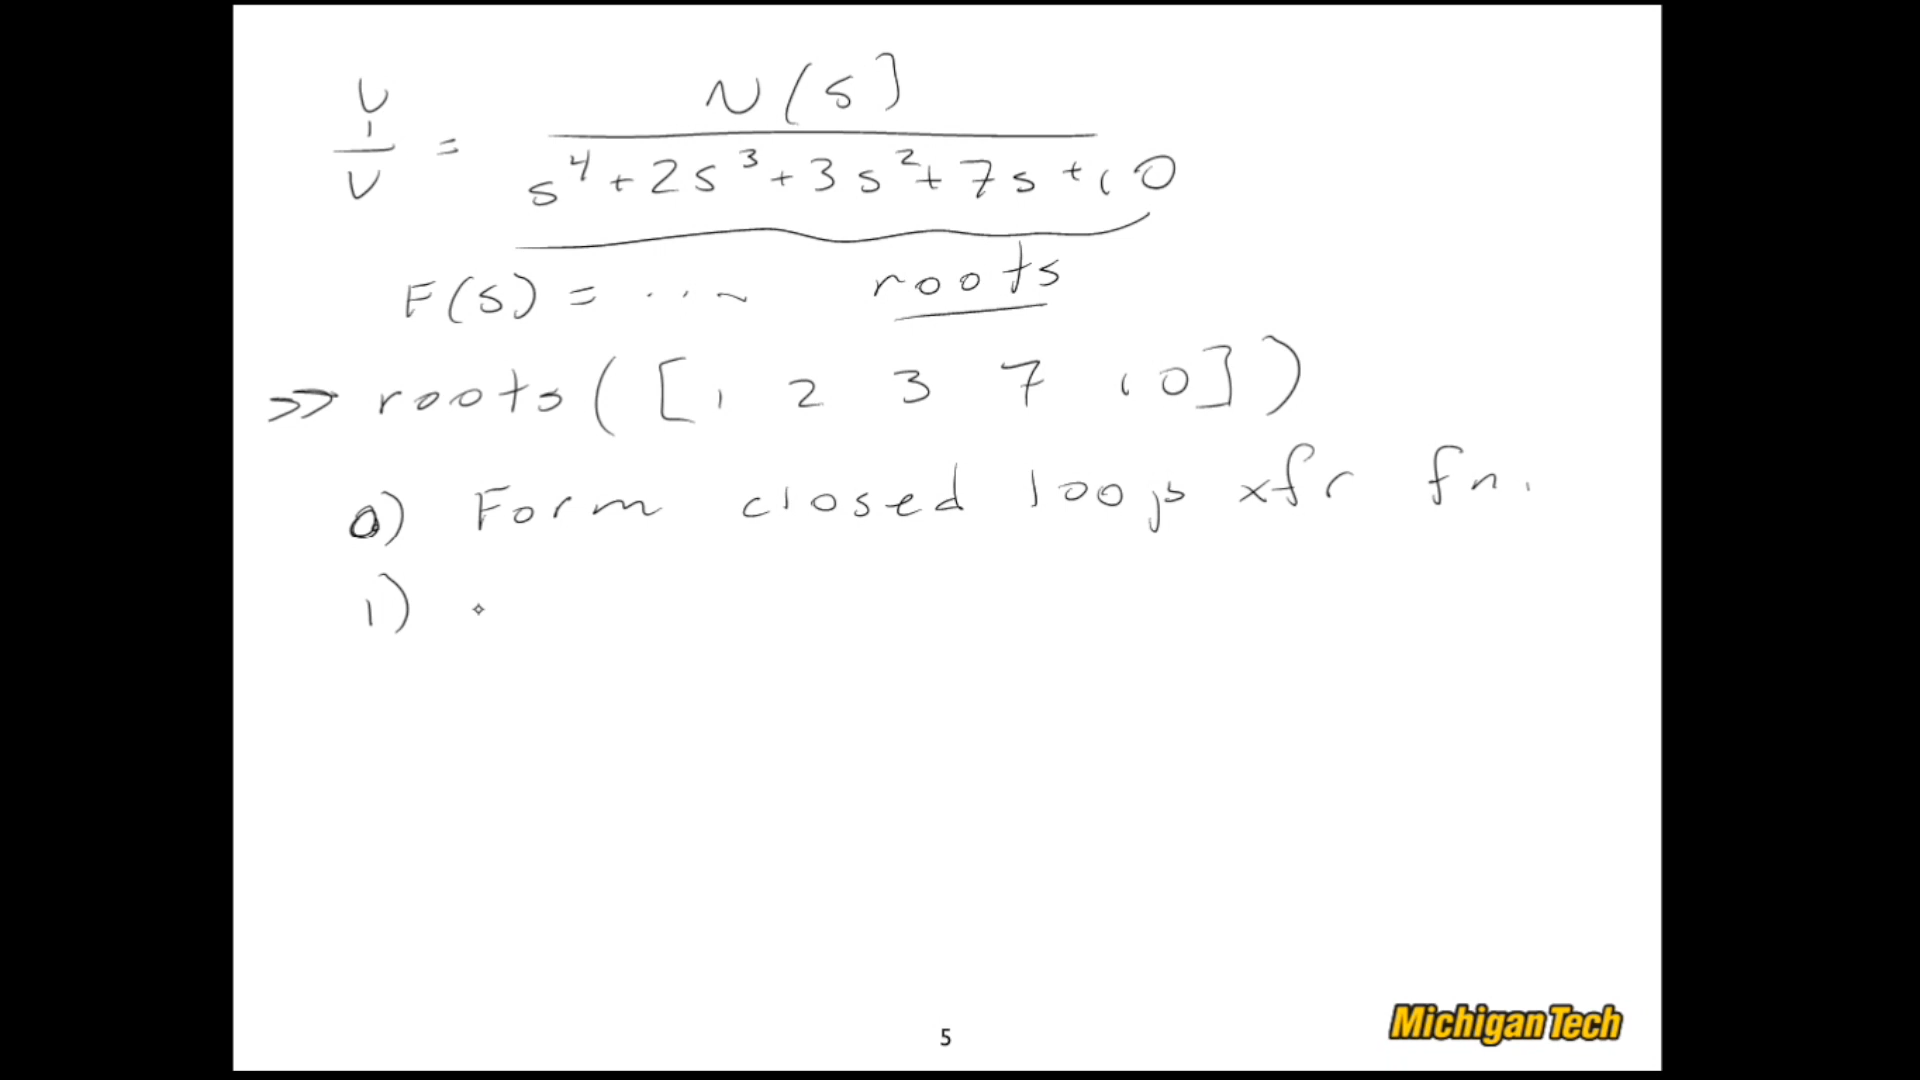 Y/U = N(s) / s^4 + 2s^3 + 3s^2 + 7s + 10
F(s) = ... roots
>> roots([1 2 3 7 10])
0) Form closed loop xfr fn.
1)
5
Michigan Tech